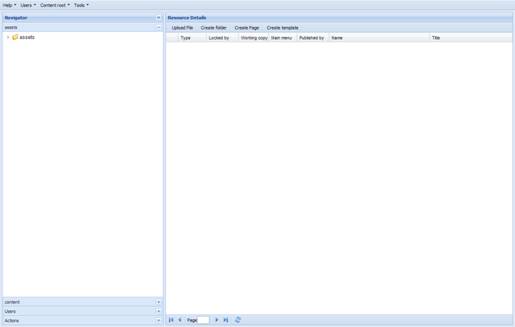 Help Users Content root Tools
Navigator
Resource Details
assets
Upload File Create folder Create Page Create template
assets
Type Locked by Working copy Main menu Published by Name Title
content
Users
Actions
Page